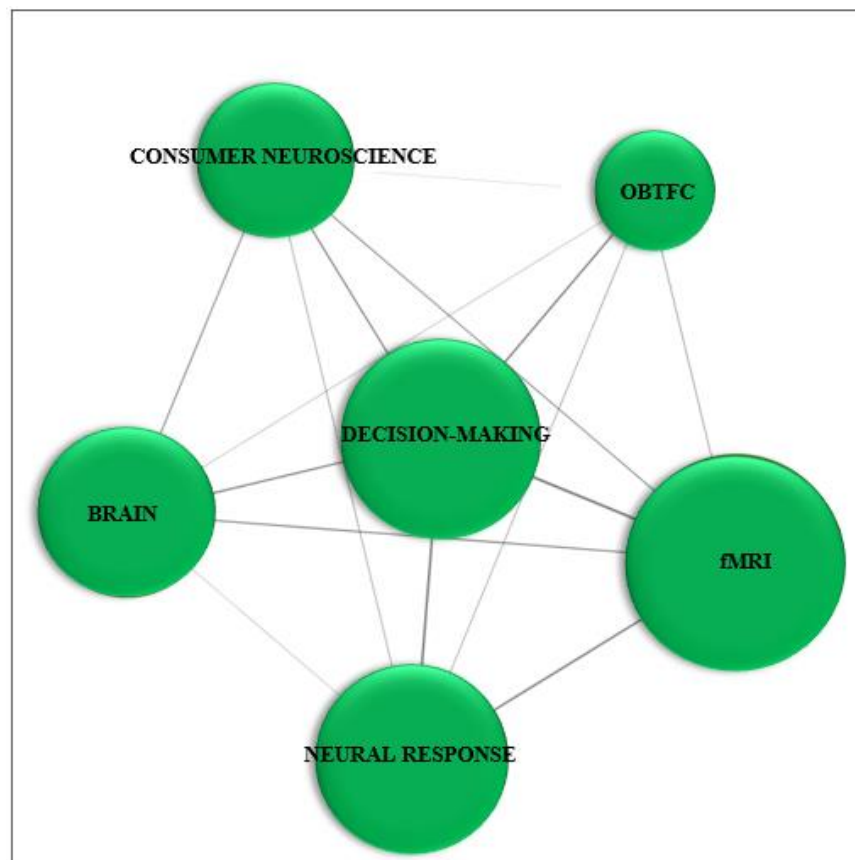 CONSUMER NEUROSCIENCE
OBTFC
DECISION-MAKING
BRAIN
fMRI
NEURAL RESPONSE